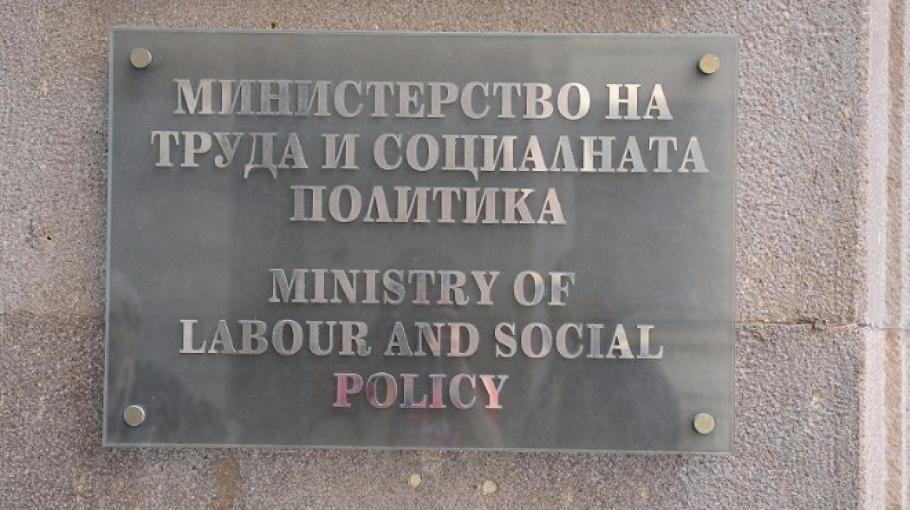 МИНИСТЕРСТВО НА
ТРУДА И СОЦИАЛНАТА
ПОЛИТИКА
MINISTRY OF
LABOUR AND SOCIAL
POLICY